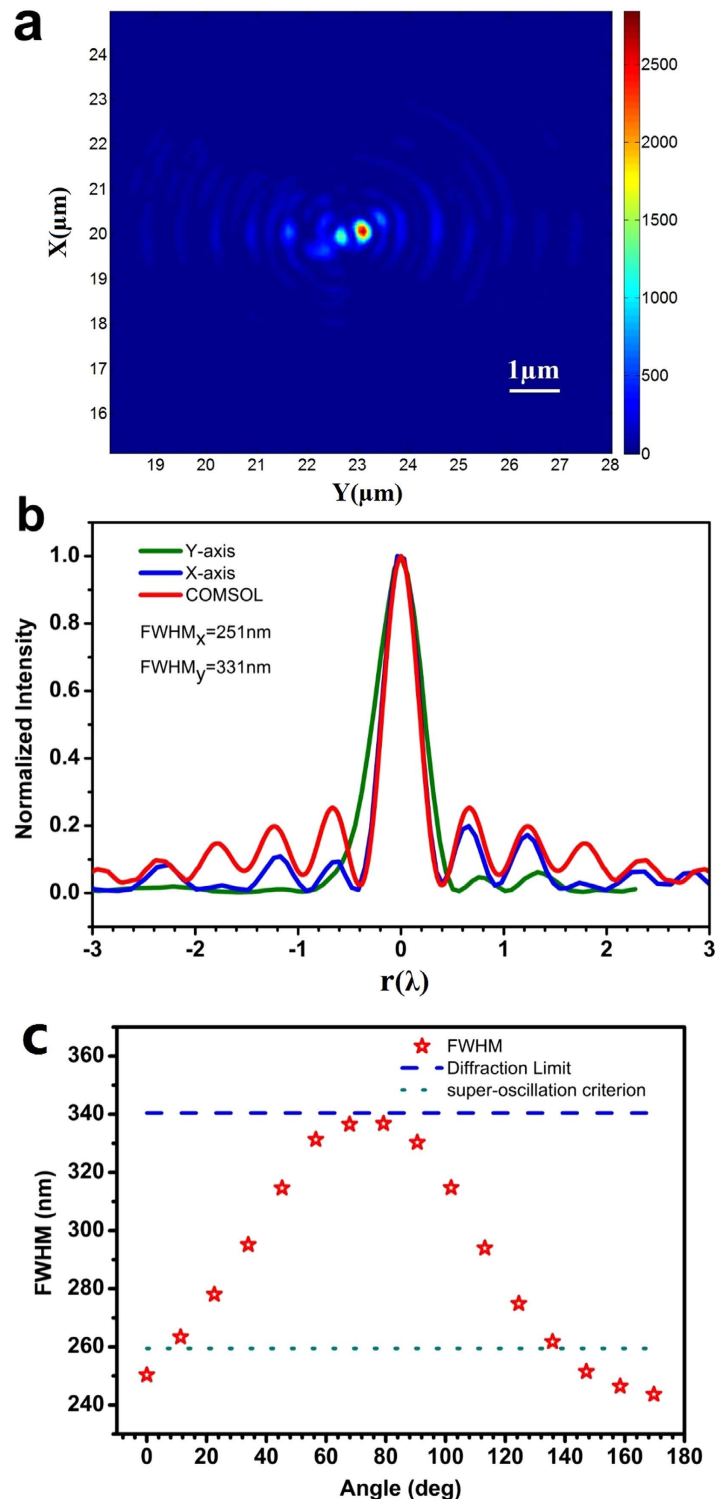 a
24
23
22
21
20
19
18
17
16
X(μm)
19 20 21 22 23 24 25 26 27 28
Y(μm)
1μm
2500
2000
1500
1000
500
0
b
Y-axis
X-axis
COMSOL
FWHMx=251nm
FWHMy=331nm
1.0
0.8
0.6
0.4
0.2
0.0
Normalized Intensity
-3 -2 -1 0 1 2 3
r(λ)
c
FWHM
Diffraction Limit
super-oscillation criterion
360
340
320
300
280
260
240
FWHM (nm)
0 20 40 60 80 100 120 140 160 180
Angle (deg)